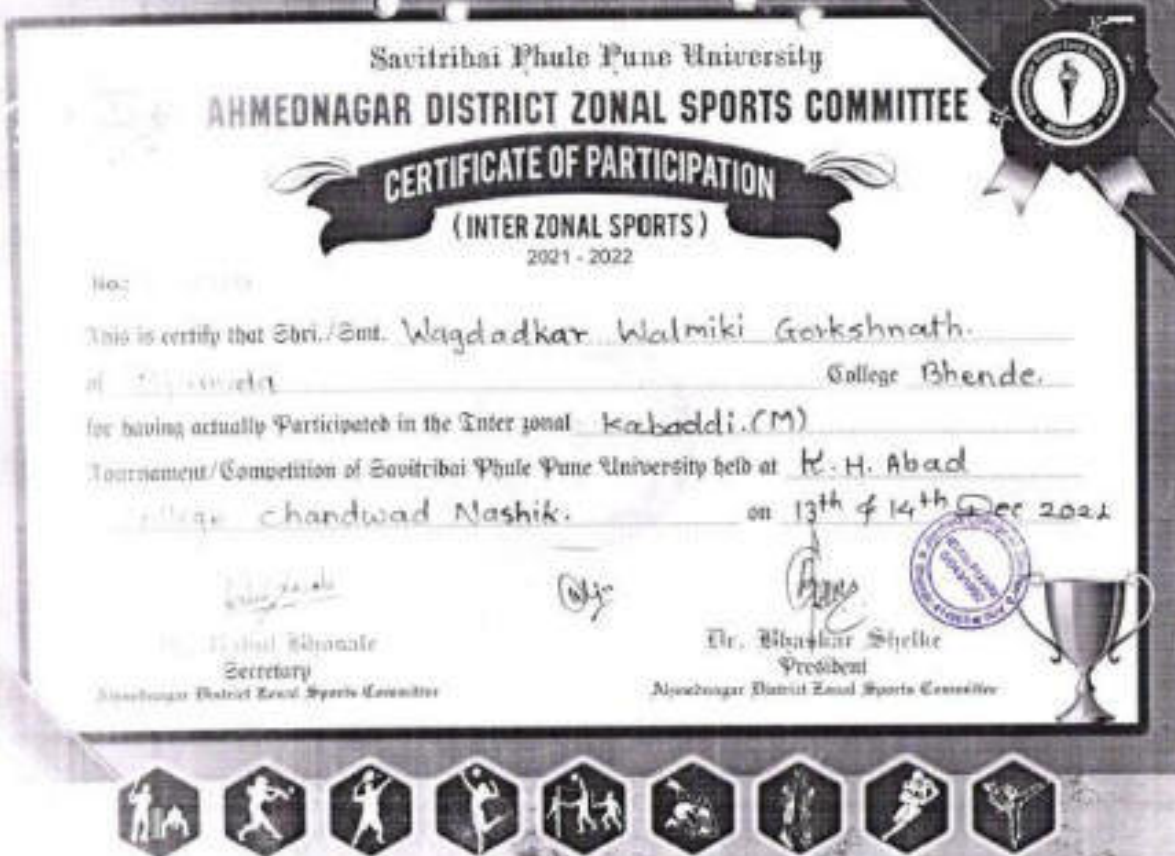 Savitribai Phule Pune University
AHMEDNAGAR DISTRICT ZONAL SPORTS COMMITTEE
CERTIFICATE OF PARTICIPATION
(INTER ZONAL SPORTS)
2021 - 2022
No.:
This is certify that Shri./Smt. Wagdadkar Walmiki Gorkshnath.
of College Bhende.
for having actually Participated in the Inter zonal Kabaddi.(M)
Tournament/Competition of Savitribai Phule Pune University held at K. H. Abad
College Chandwad Nashik. on 13th & 14th Dec 2021
Dr. Bhaskar Shelke
Secretary
President
Ahmednagar District Zonal Sports Committee
Ahmednagar District Zonal Sports Committee